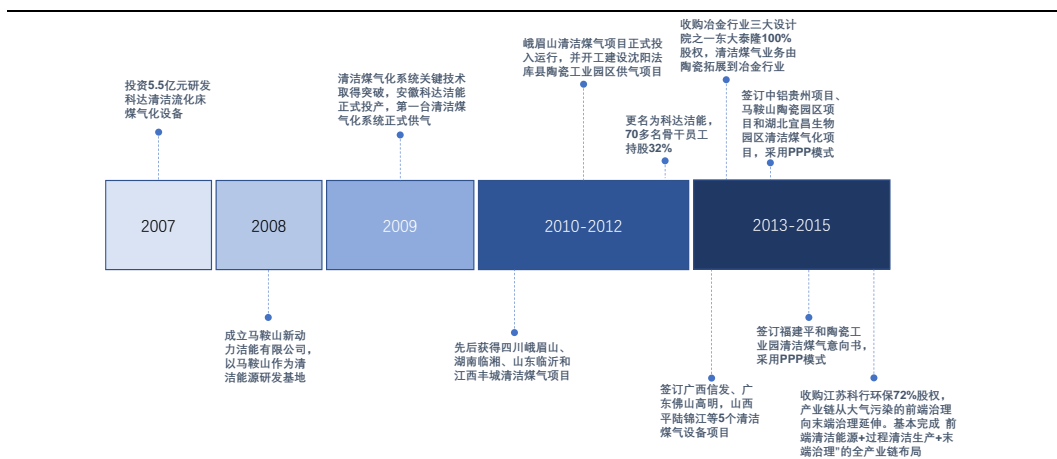 投资5.5亿元研发
科达清洁流化床
煤气化设备
清洁煤气化系统关键技术
取得突破，安徽科达洁能
正式投产，第一台清洁煤
气化系统正式供气
峨眉山清洁煤气项目正式投
入运行，并开工建设沈阳法
库县陶瓷工业园区供气项目
更名为科达洁能，
70多名骨干员工
持股32%
收购冶金行业三大设计
院之一东大泰隆100%
股权，清洁煤气业务由
陶瓷拓展到冶金行业
签订中铝贵州项目、
马鞍山陶瓷园区项
目和湖北宜昌生物
园区清洁煤气化项
目，采用PPP模式
2007
2008
2009
2010-2012
2013-2015
成立马鞍山新动
力洁能有限公司，
以马鞍山作为清
洁能源研发基地
先后获得四川峨眉山、
湖南临湘、山东临沂和
江西丰城清洁煤气项目
签订广西信发、广
东佛山高明，山西
平陆锦江等5个清洁
煤气设备项目
签订福建平和陶瓷工
业园清洁煤气意向书，
采用PPP模式
收购江苏科行环保72%股权，
产业链从大气污染的前端治理
向末端治理延伸。基本完成 前
端清洁能源+过程清洁生产+末
端治理”的全产业链布局